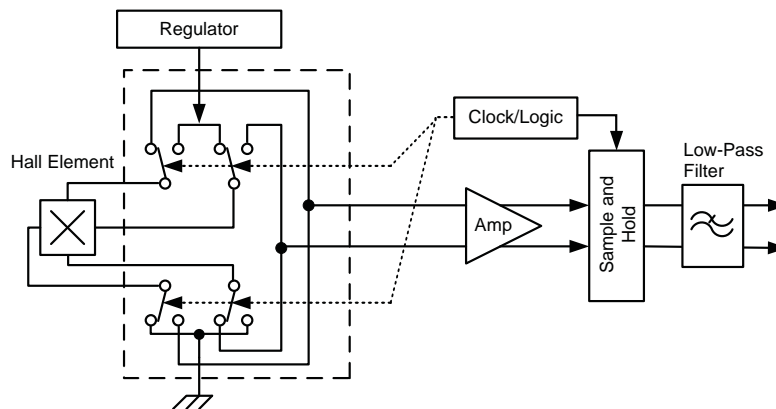 Regulator
Clock/Logic
Hall Element
Low-Pass
Filter
Amp
Sample and
Hold